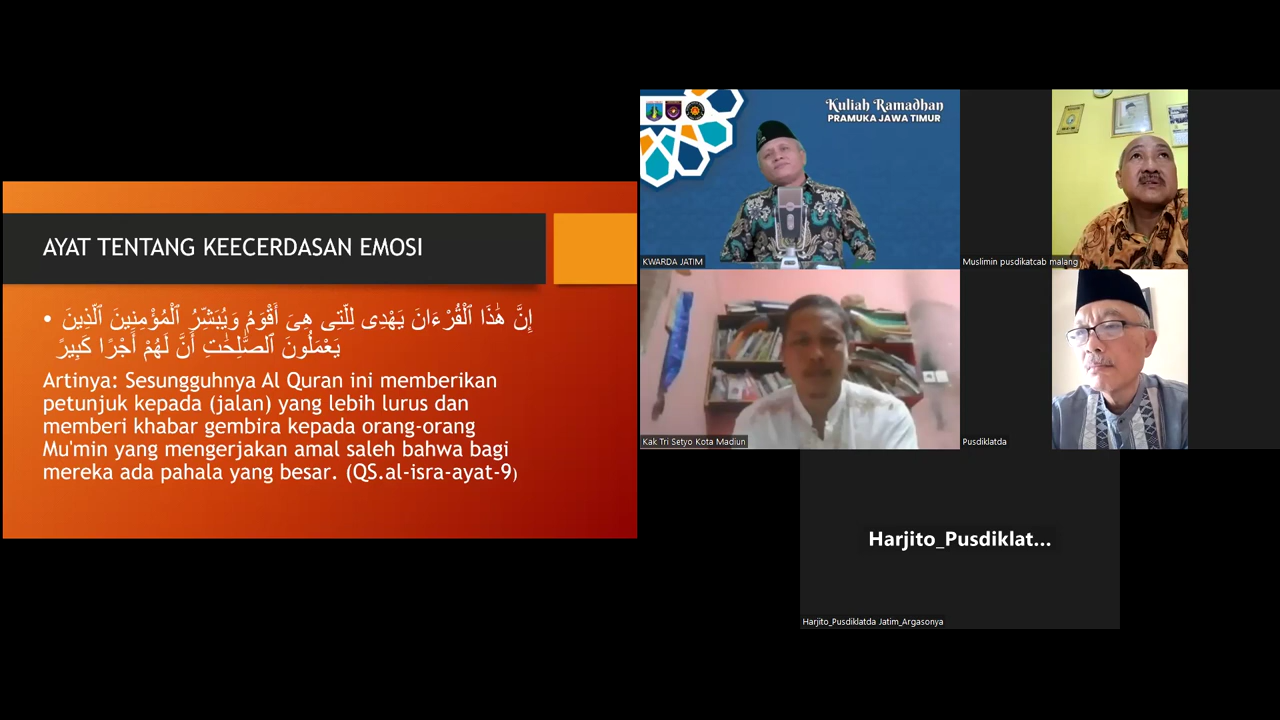 AYAT TENTANG KEECERDASAN EMOSI
• إِنَّ هَٰذَا ٱلْقُرْءَانَ يَهْدِى لِلَّتِى هِىَ أَقْوَمُ وَيُبَشِّرُ ٱلْمُؤْمِنِينَ ٱلَّذِينَ
يَعْمَلُونَ ٱلصَّٰلِحَٰتِ أَنَّ لَهُمْ أَجْرًا كَبِيرً
Artinya: Sesungguhnya Al Quran ini memberikan
petunjuk kepada (jalan) yang lebih lurus dan
memberi khabar gembira kepada orang-orang
Mu'min yang mengerjakan amal saleh bahwa bagi
mereka ada pahala yang besar. (QS.al-isra-ayat-9)
Kuliah Ramadhan
PRAMUKA JAWA TIMUR
KWARDA JATIM
Muslimin pusdikatcab malang
Kak Tri Setyo Kota Madiun
Pusdiklatda
Harjito_Pusdiklat...
Harjito_Pusdiklatda Jatim_Argasonya